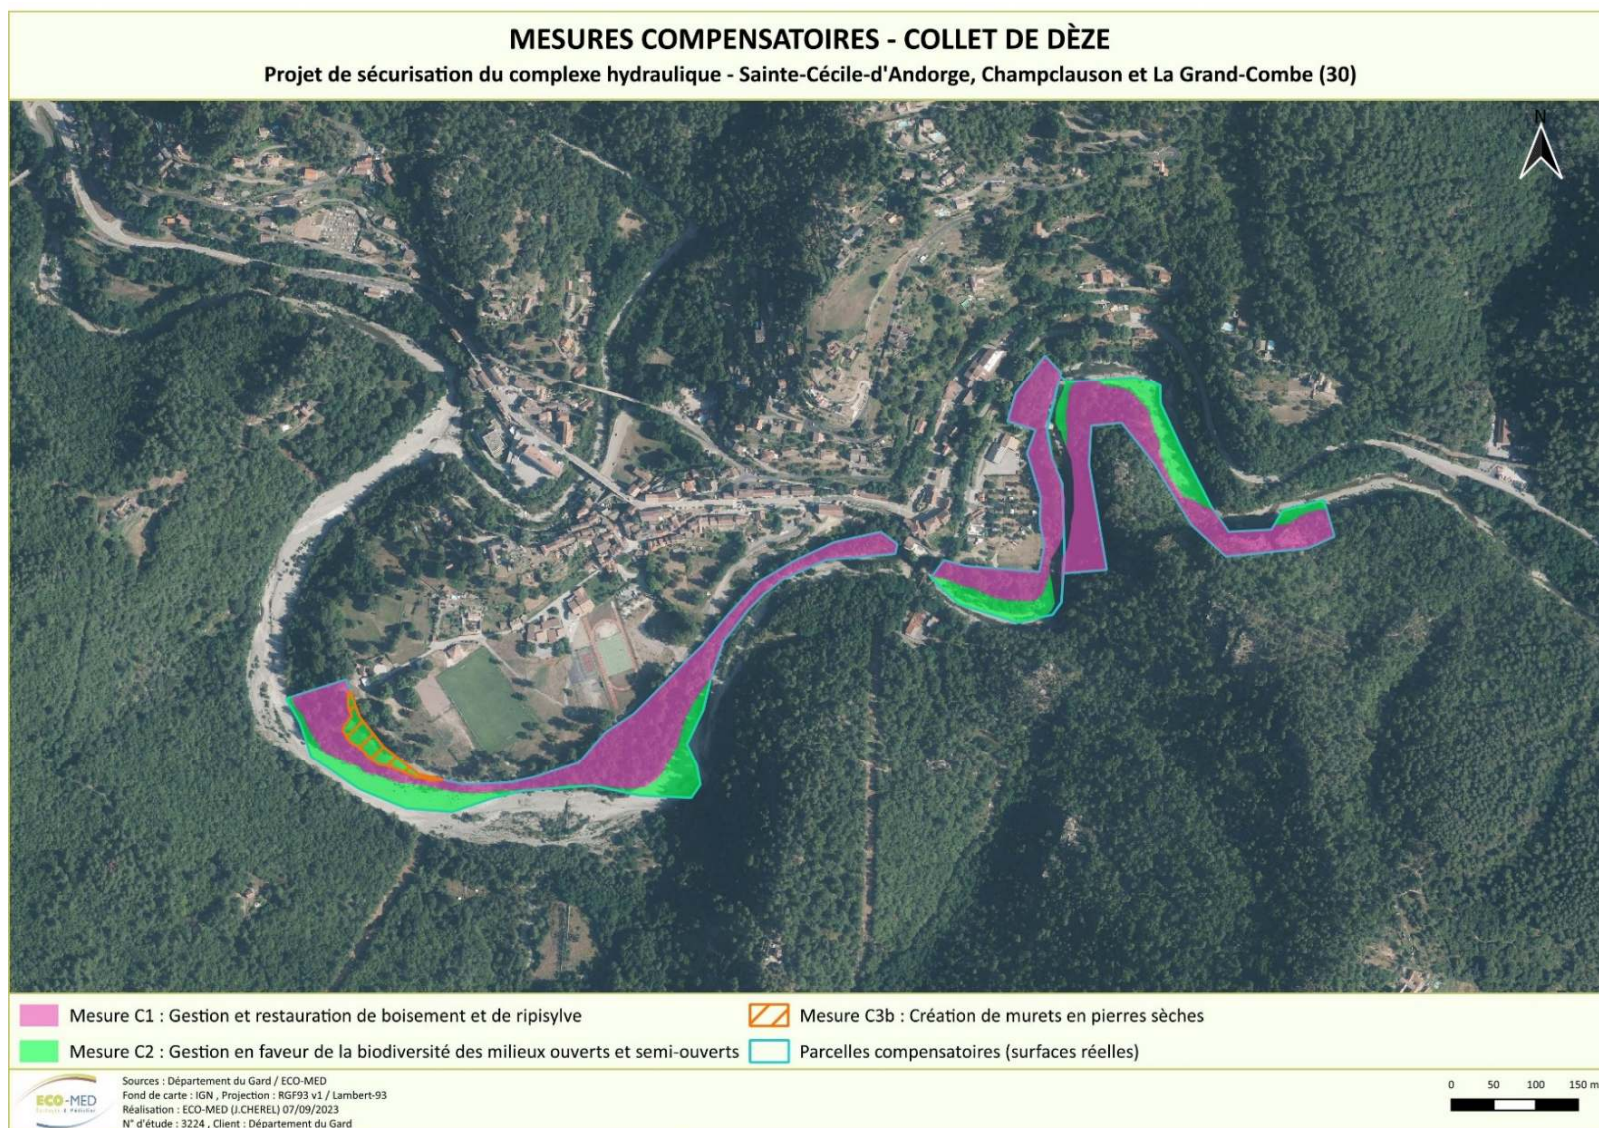 MESURES COMPENSATOIRES - COLLET DE DÈZE
Projet de sécurisation du complexe hydraulique - Sainte-Cécile-d'Andorge, Champclauson et La Grand-Combe (30)
N
Mesure C1 : Gestion et restauration de boisement et de ripisylve
Mesure C2 : Gestion en faveur de la biodiversité des milieux ouverts et semi-ouverts
Mesure C3b : Création de murets en pierres sèches
Parcelles compensatoires (surfaces réelles)
ECO-MED
Sources : Département du Gard / ECO-MED
Fond de carte : IGN , Projection : RGF93 v1 / Lambert-93
Réalisation : ECO-MED (J.CHEREL) 07/09/2023
N° d'étude : 3224 , Client : Département du Gard
0 50 100 150 m